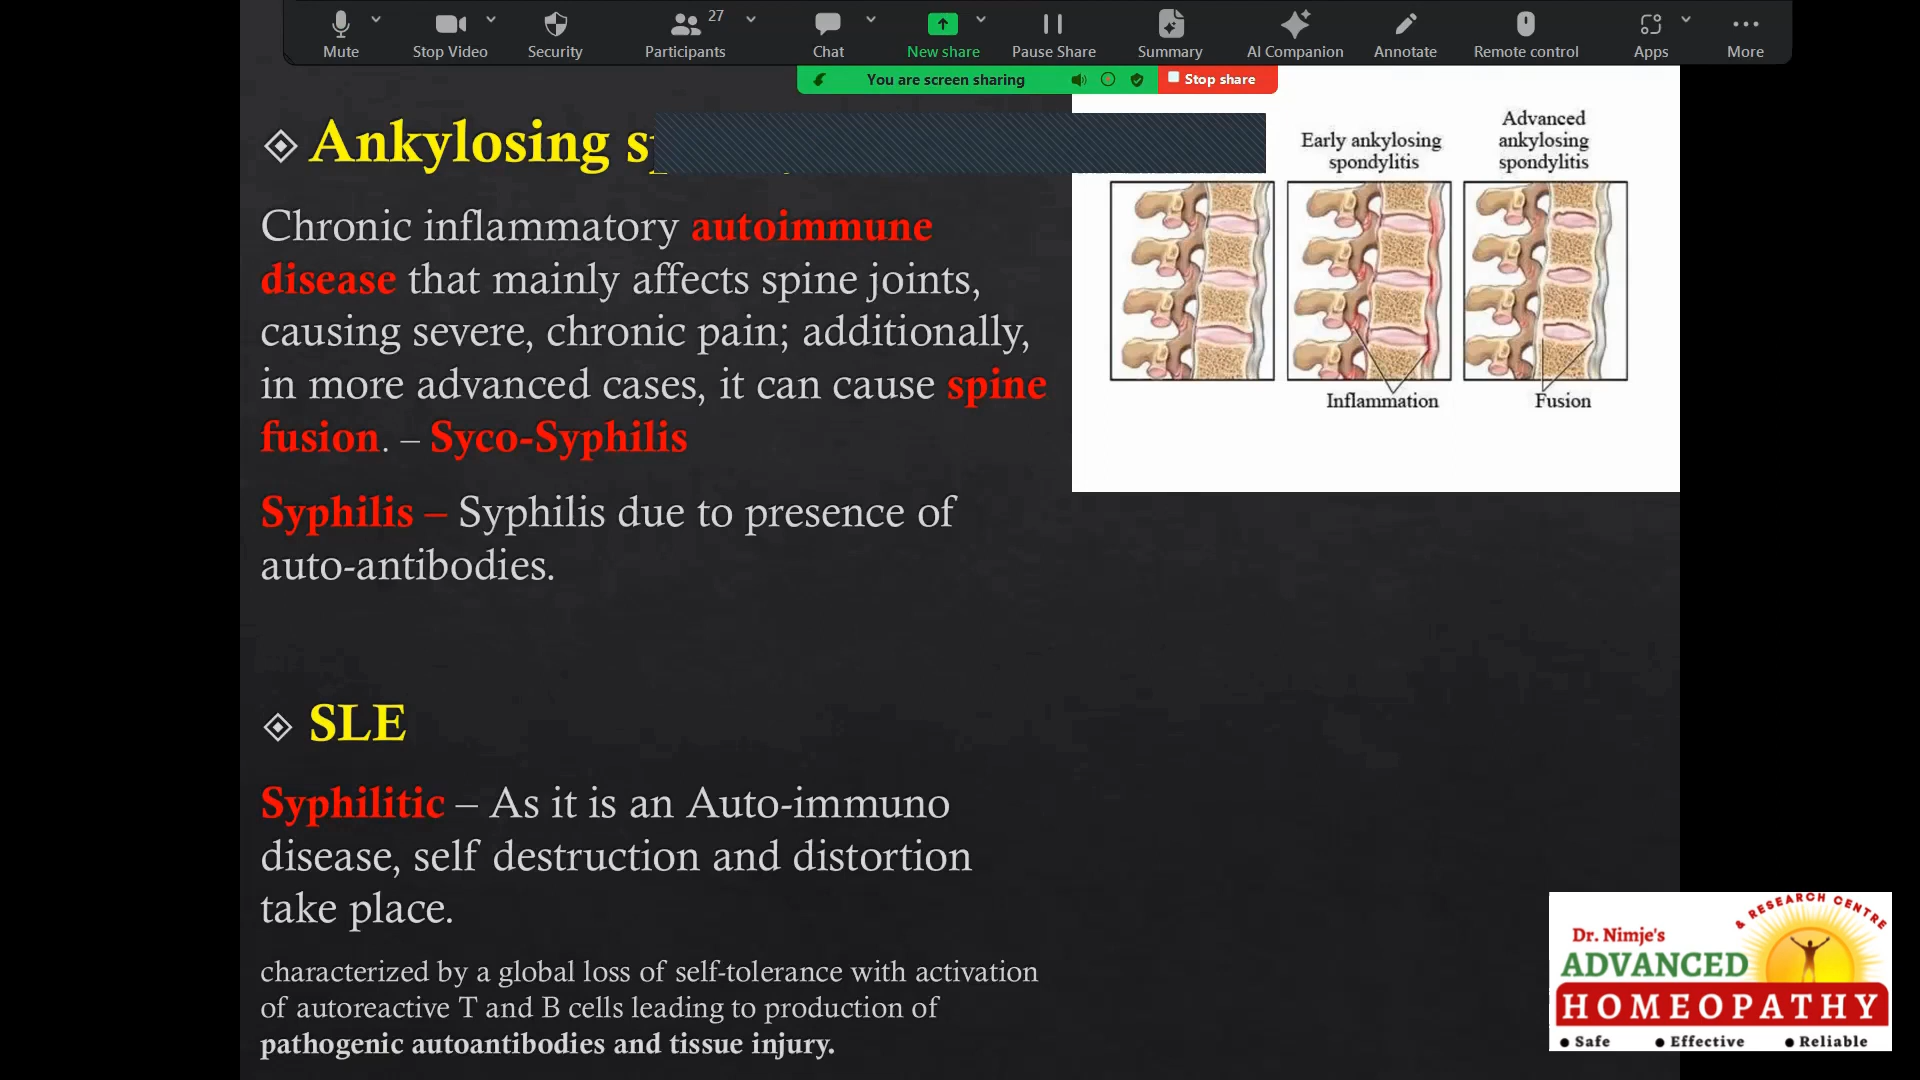 Mute
Stop Video
Security
Participants
27
Chat
New share
Pause Share
Summary
AI Companion
Annotate
Remote control
Apps
More
You are screen sharing
Stop share
Ankylosing
Chronic inflammatory autoimmune
disease that mainly affects spine joints,
causing severe, chronic pain; additionally,
in more advanced cases, it can cause spine
fusion. – Syco-Syphilis
Syphilis – Syphilis due to presence of
auto-antibodies.
SLE
Syphilitic – As it is an Auto-immuno
disease, self destruction and distortion
take place.
characterized by a global loss of self-tolerance with activation
of autoreactive T and B cells leading to production of
pathogenic autoantibodies and tissue injury.
Early ankylosing
spondylitis
Advanced
ankylosing
spondylitis
Inflammation
Fusion
& RESEARCH CENTRE
Dr. Nimje's
ADVANCED
HOMEOPATHY
• Safe • Effective • Reliable